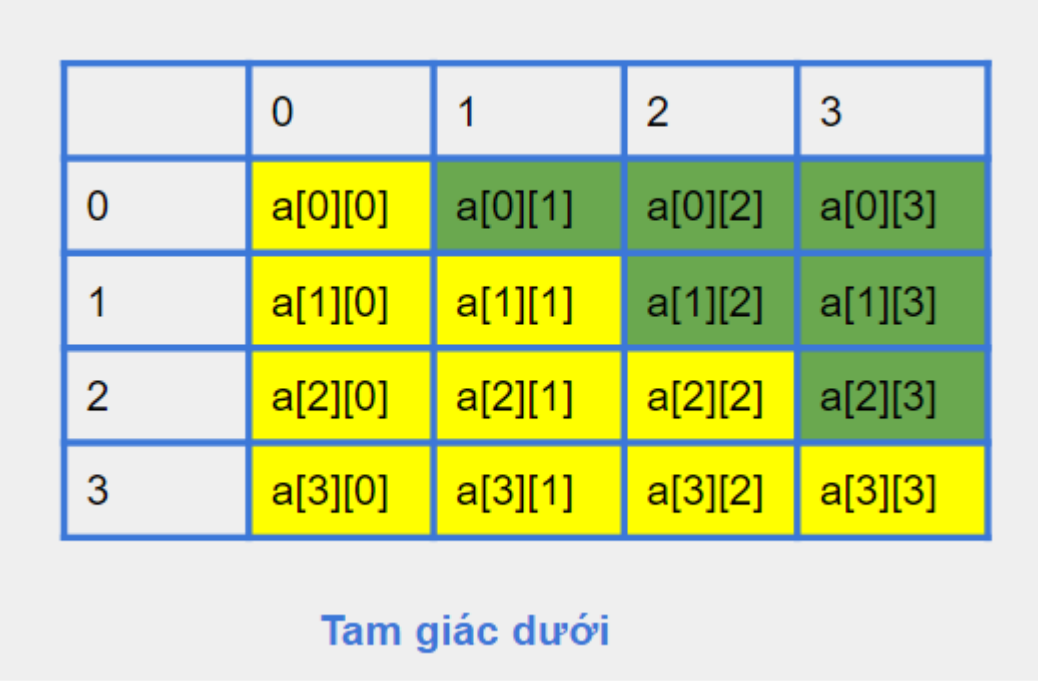 0 1 2 3
0 a[0][0] a[0][1] a[0][2] a[0][3]
1 a[1][0] a[1][1] a[1][2] a[1][3]
2 a[2][0] a[2][1] a[2][2] a[2][3]
3 a[3][0] a[3][1] a[3][2] a[3][3]
Tam giác dưới